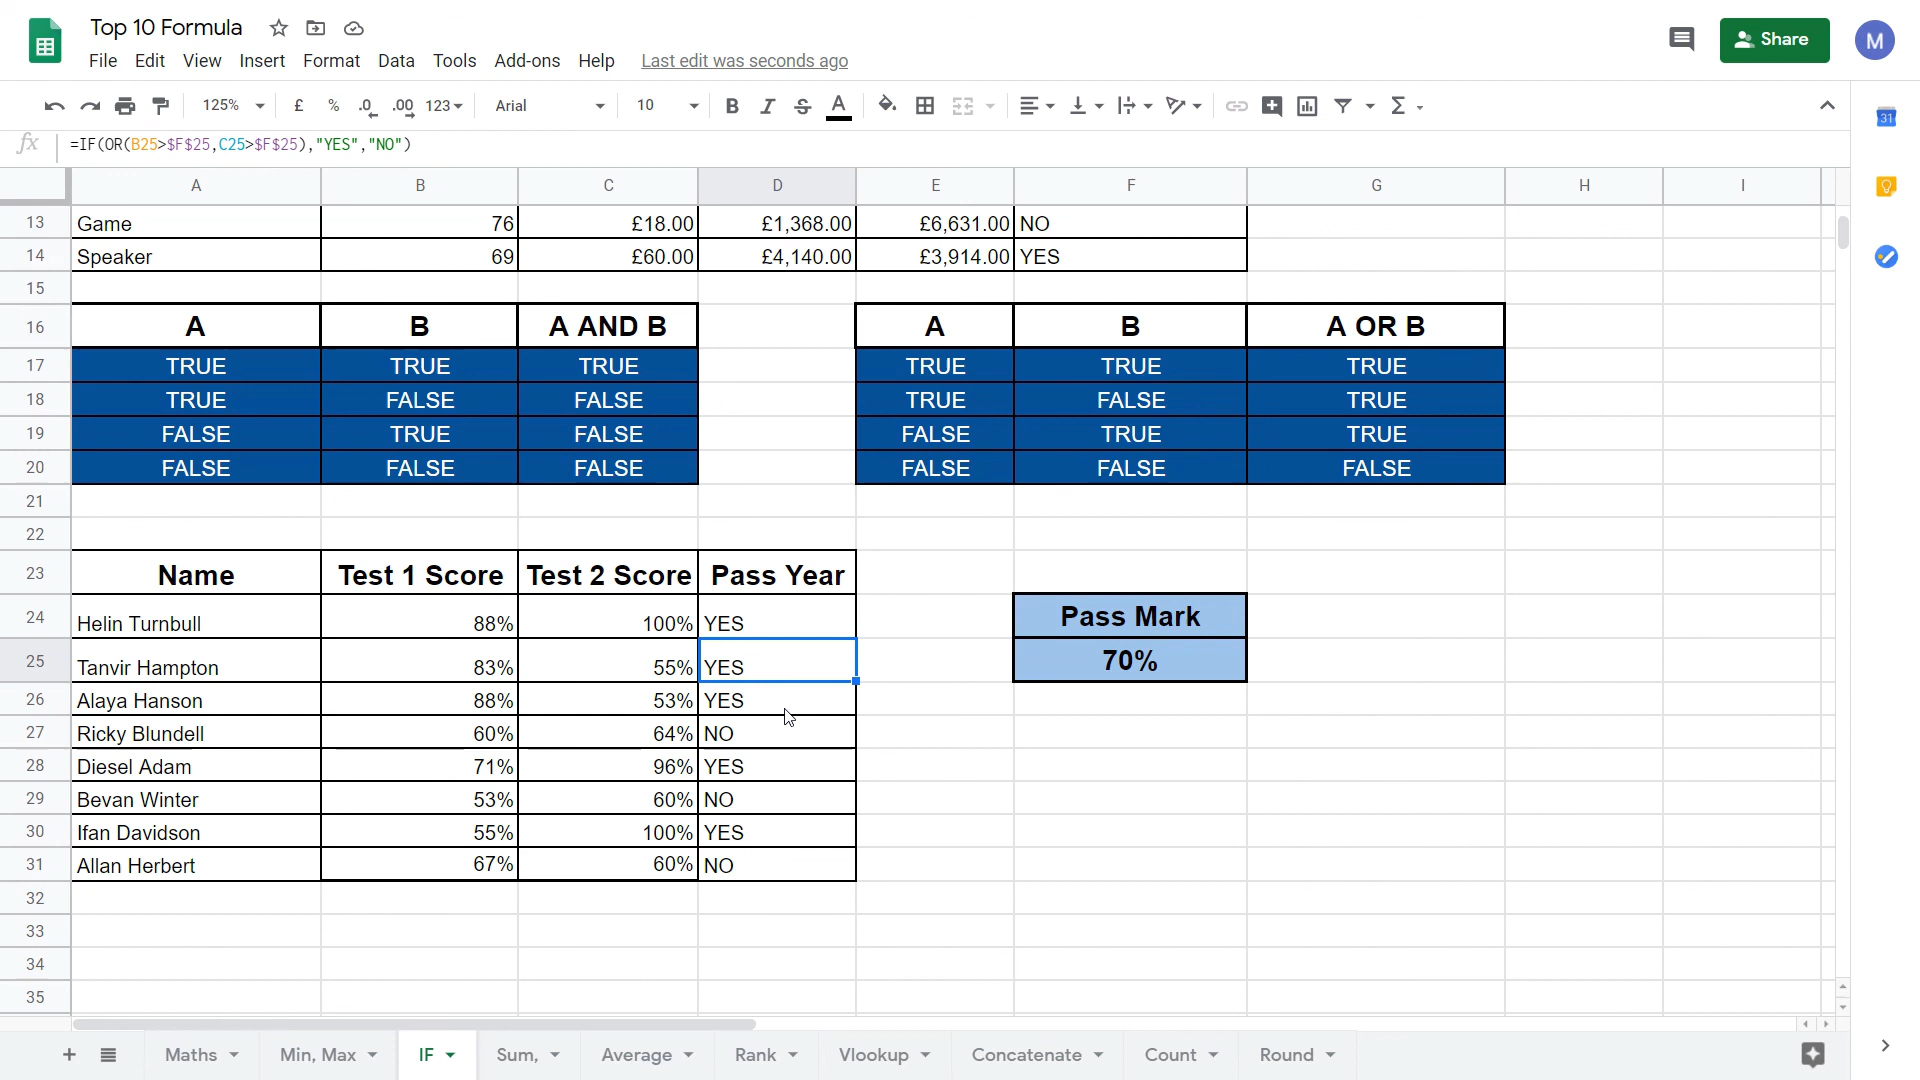 Top 10 Formula
File Edit View Insert Format Data Tools Add-ons Help Last edit was seconds ago
Share
M
125% £ % .0 .00 123 Arial 10 B I S A Σ
31
fx =IF(OR(B25>$F$25,C25>$F$25),"YES","NO")
A B C D E F G H I
13 Game 76 £18.00 £1,368.00 £6,631.00 NO
14 Speaker 69 £60.00 £4,140.00 £3,914.00 YES
15
16 A B A AND B A B A OR B
17 TRUE TRUE TRUE TRUE TRUE TRUE
18 TRUE FALSE FALSE TRUE FALSE TRUE
19 FALSE TRUE FALSE FALSE TRUE TRUE
20 FALSE FALSE FALSE FALSE FALSE FALSE
21
22
23 Name Test 1 Score Test 2 Score Pass Year
24 Helin Turnbull 88% 100% YES Pass Mark
25 Tanvir Hampton 83% 55% YES 70%
26 Alaya Hanson 88% 53% YES
27 Ricky Blundell 60% 64% NO
28 Diesel Adam 71% 96% YES
29 Bevan Winter 53% 60% NO
30 Ifan Davidson 55% 100% YES
31 Allan Herbert 67% 60% NO
32
33
34
35
Maths Min, Max IF Sum, Average Rank Vlookup Concatenate Count Round